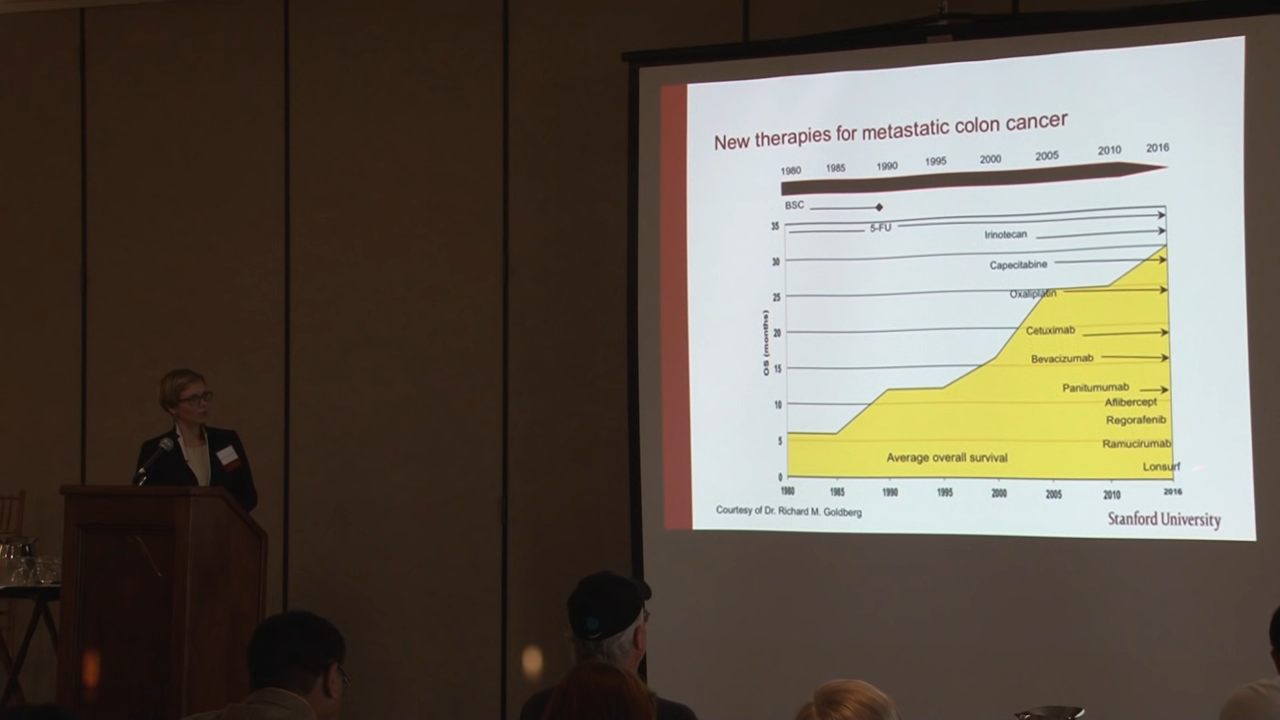 New therapies for metastatic colon cancer
1980 1985 1990 1995 2000 2005 2010 2016
BSC
35
5-FU
Irinotecan
30
Capecitabine
25
Oxaliplatin
20
Cetuximab
OS (months)
15
Bevacizumab
Panitumumab
10
Aflibercept
Regorafenib
5
Ramucirumab
Average overall survival
Lonsurf
0
1980 1985 1990 1995 2000 2005 2010 2016
Courtesy of Dr. Richard M. Goldberg
Stanford University